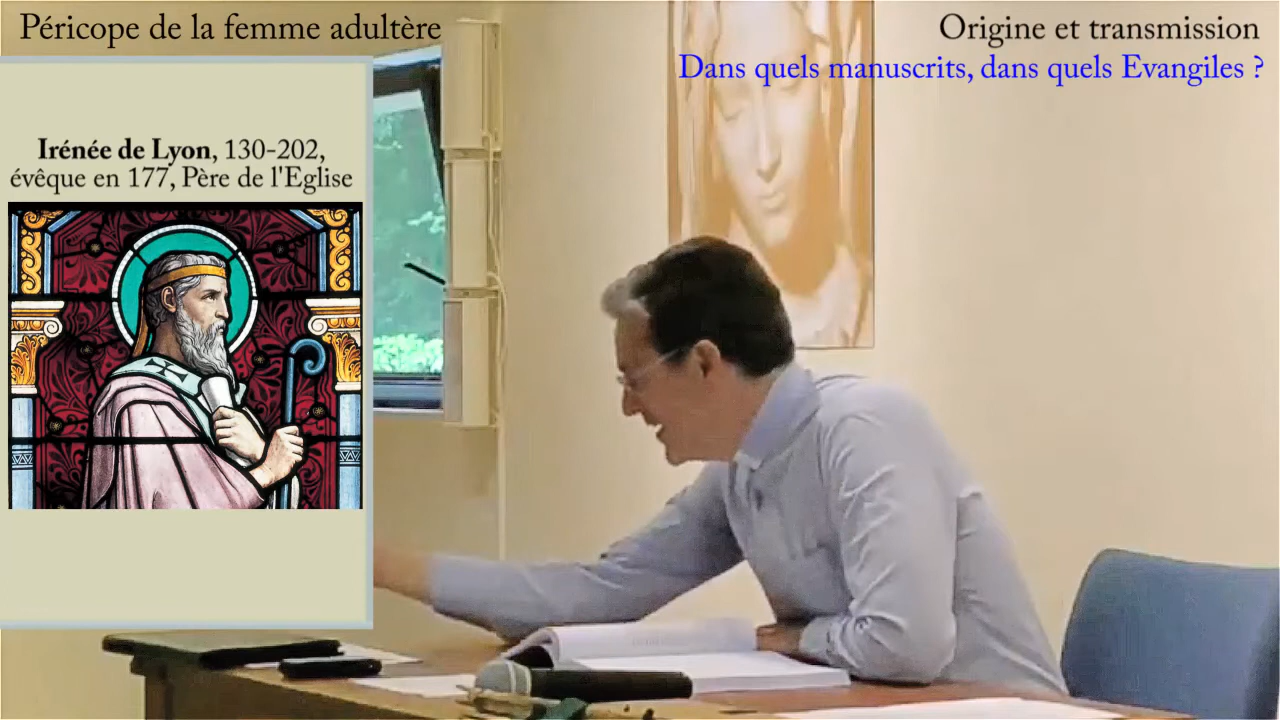 Péricope de la femme adultère
Origine et transmission
Dans quels manuscrits, dans quels Evangiles ?
Irénée de Lyon, 130-202,
évêque en 177, Père de l'Eglise